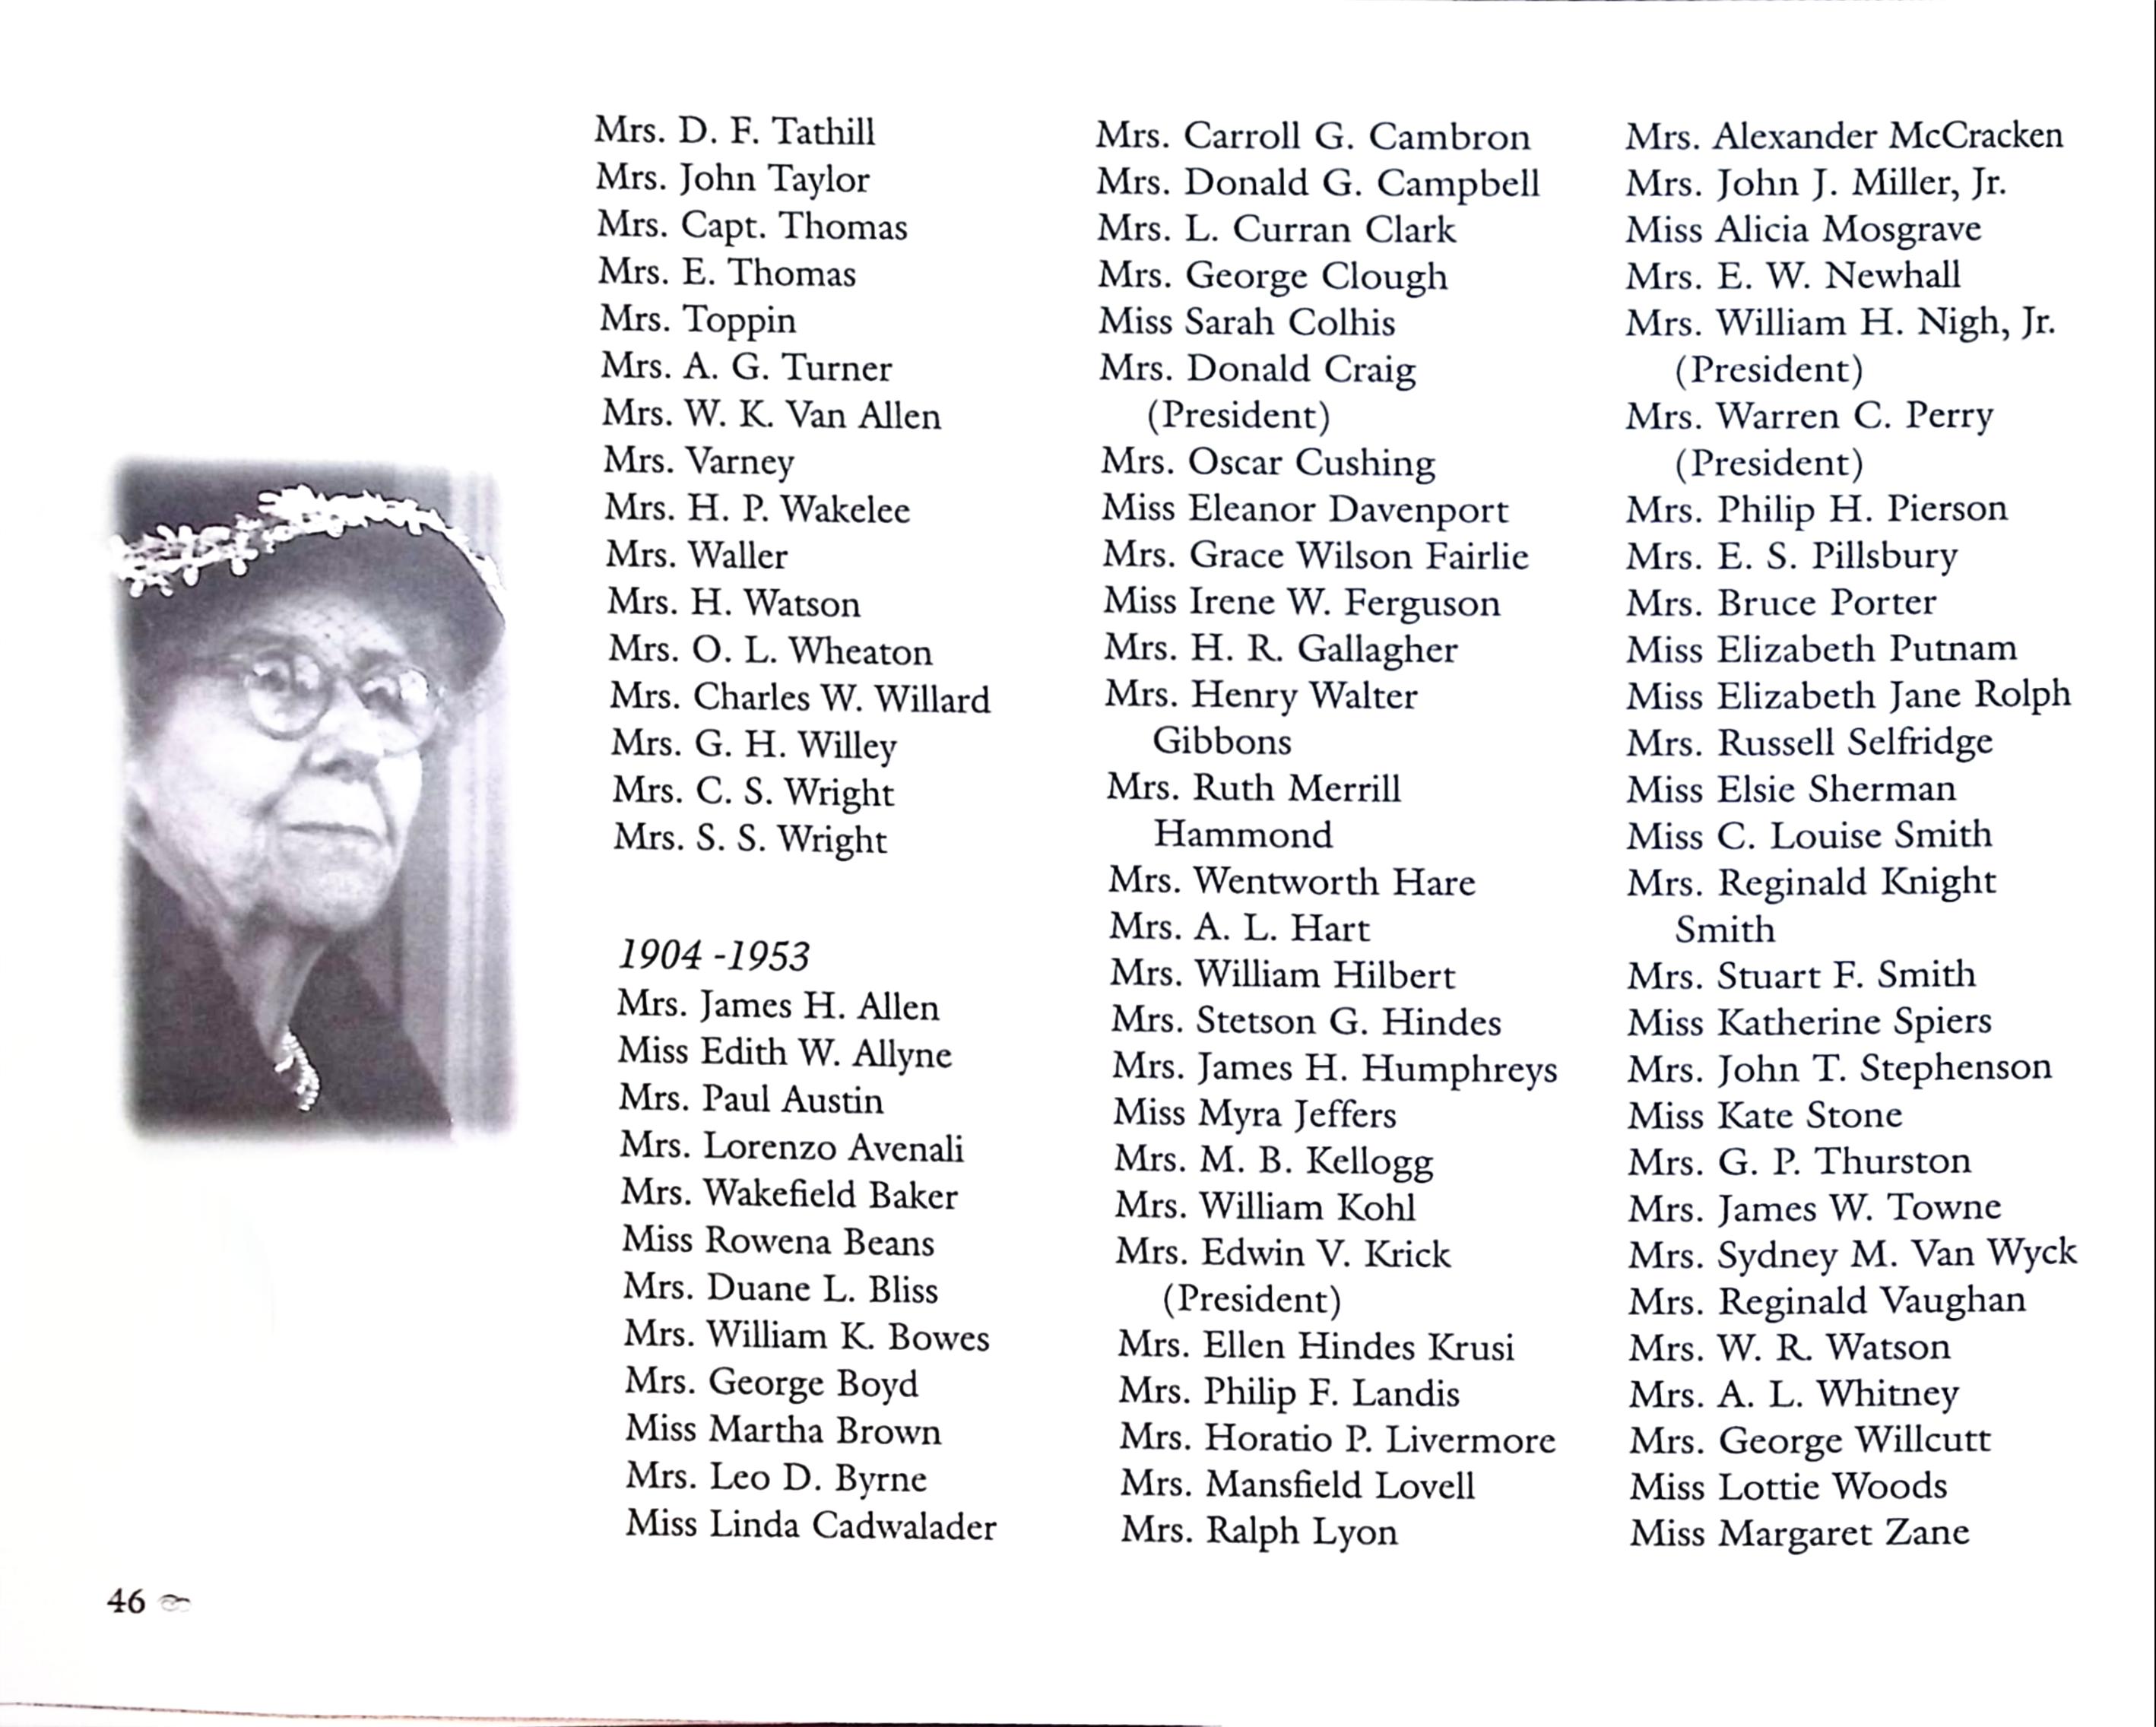 Mrs. D. F. Tathill
Mrs. John Taylor
Mrs. Capt. Thomas
Mrs. E. Thomas
Mrs. Toppin
Mrs. A. G. Turner
Mrs. W. K. Van Allen
Mrs. Varney
Mrs. H. P. Wakelee
Mrs. Waller
Mrs. H. Watson
Mrs. O. L. Wheaton
Mrs. Charles W. Willard
Mrs. G. H. Willey
Mrs. C. S. Wright
Mrs. S. S. Wright
1904 -1953
Mrs. James H. Allen
Miss Edith W. Allyne
Mrs. Paul Austin
Mrs. Lorenzo Avenali
Mrs. Wakefield Baker
Miss Rowena Beans
Mrs. Duane L. Bliss
Mrs. William K. Bowes
Mrs. George Boyd
Miss Martha Brown
Mrs. Leo D. Byrne
Miss Linda Cadwalader
Mrs. Carroll G. Cambron
Mrs. Donald G. Campbell
Mrs. L. Curran Clark
Mrs. George Clough
Miss Sarah Colhis
Mrs. Donald Craig
(President)
Mrs. Oscar Cushing
Miss Eleanor Davenport
Mrs. Grace Wilson Fairlie
Miss Irene W. Ferguson
Mrs. H. R. Gallagher
Mrs. Henry Walter
Gibbons
Mrs. Ruth Merrill
Hammond
Mrs. Wentworth Hare
Mrs. A. L. Hart
Mrs. William Hilbert
Mrs. Stetson G. Hindes
Mrs. James H. Humphreys
Miss Myra Jeffers
Mrs. M. B. Kellogg
Mrs. William Kohl
Mrs. Edwin V. Krick
(President)
Mrs. Ellen Hindes Krusi
Mrs. Philip F. Landis
Mrs. Horatio P. Livermore
Mrs. Mansfield Lovell
Mrs. Ralph Lyon
Mrs. Alexander McCracken
Mrs. John J. Miller, Jr.
Miss Alicia Mosgrave
Mrs. E. W. Newhall
Mrs. William H. Nigh, Jr.
(President)
Mrs. Warren C. Perry
(President)
Mrs. Philip H. Pierson
Mrs. E. S. Pillsbury
Mrs. Bruce Porter
Miss Elizabeth Putnam
Miss Elizabeth Jane Rolph
Mrs. Russell Selfridge
Miss Elsie Sherman
Miss C. Louise Smith
Mrs. Reginald Knight
Smith
Mrs. Stuart F. Smith
Miss Katherine Spiers
Mrs. John T. Stephenson
Miss Kate Stone
Mrs. G. P. Thurston
Mrs. James W. Towne
Mrs. Sydney M. Van Wyck
Mrs. Reginald Vaughan
Mrs. W. R. Watson
Mrs. A. L. Whitney
Mrs. George Willcutt
Miss Lottie Woods
Miss Margaret Zane
46